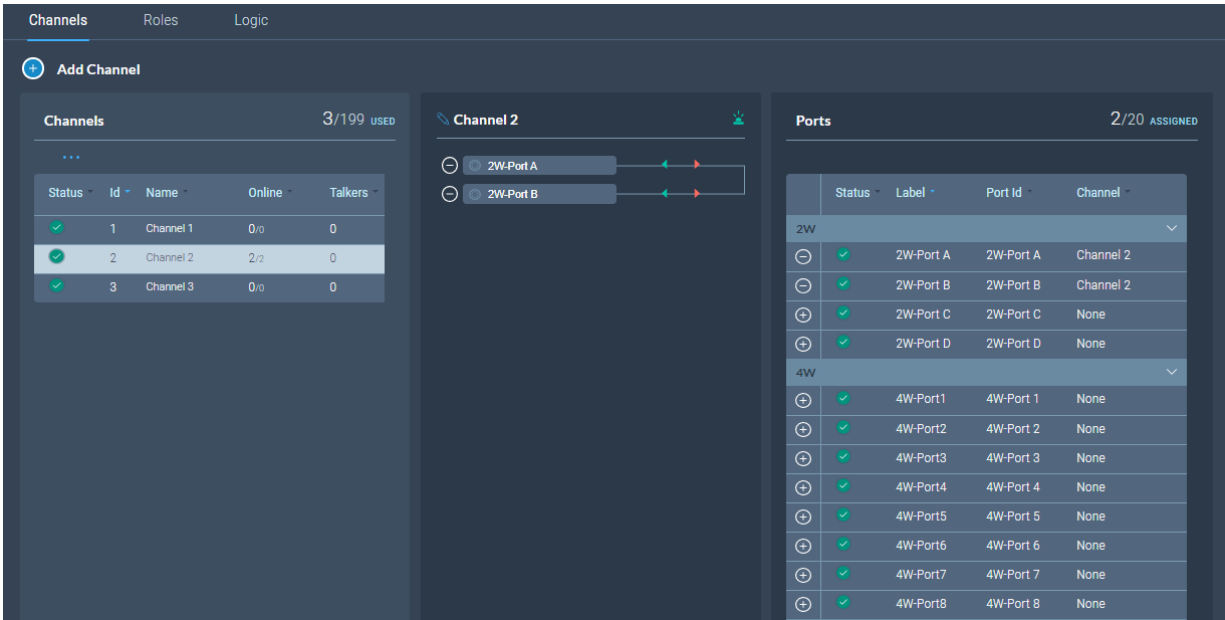 Channels Roles Logic
Add Channel
Channels 3/199 USED
...
Status Id Name Online Talkers
1 Channel 1 0/0 0
2 Channel 2 2/2 0
3 Channel 3 0/0 0
Channel 2
2W-Port A
2W-Port B
Ports 2/20 ASSIGNED
Status Label Port Id Channel
2W
2W-Port A 2W-Port A Channel 2
2W-Port B 2W-Port B Channel 2
2W-Port C 2W-Port C None
2W-Port D 2W-Port D None
4W
4W-Port1 4W-Port 1 None
4W-Port2 4W-Port 2 None
4W-Port3 4W-Port 3 None
4W-Port4 4W-Port 4 None
4W-Port5 4W-Port 5 None
4W-Port6 4W-Port 6 None
4W-Port7 4W-Port 7 None
4W-Port8 4W-Port 8 None